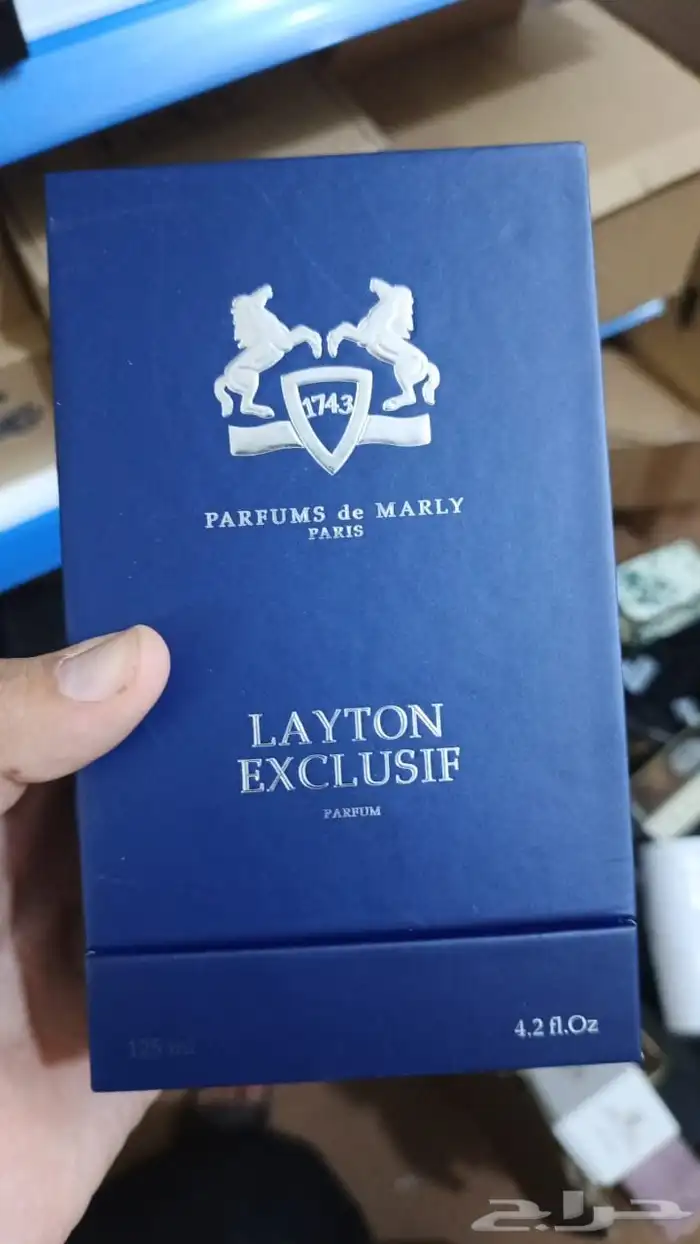 1743
PARFUMS de MARLY
PARIS
LAYTON
EXCLUSIF
PARFUM
125 ml
4.2 fl.Oz
حراج